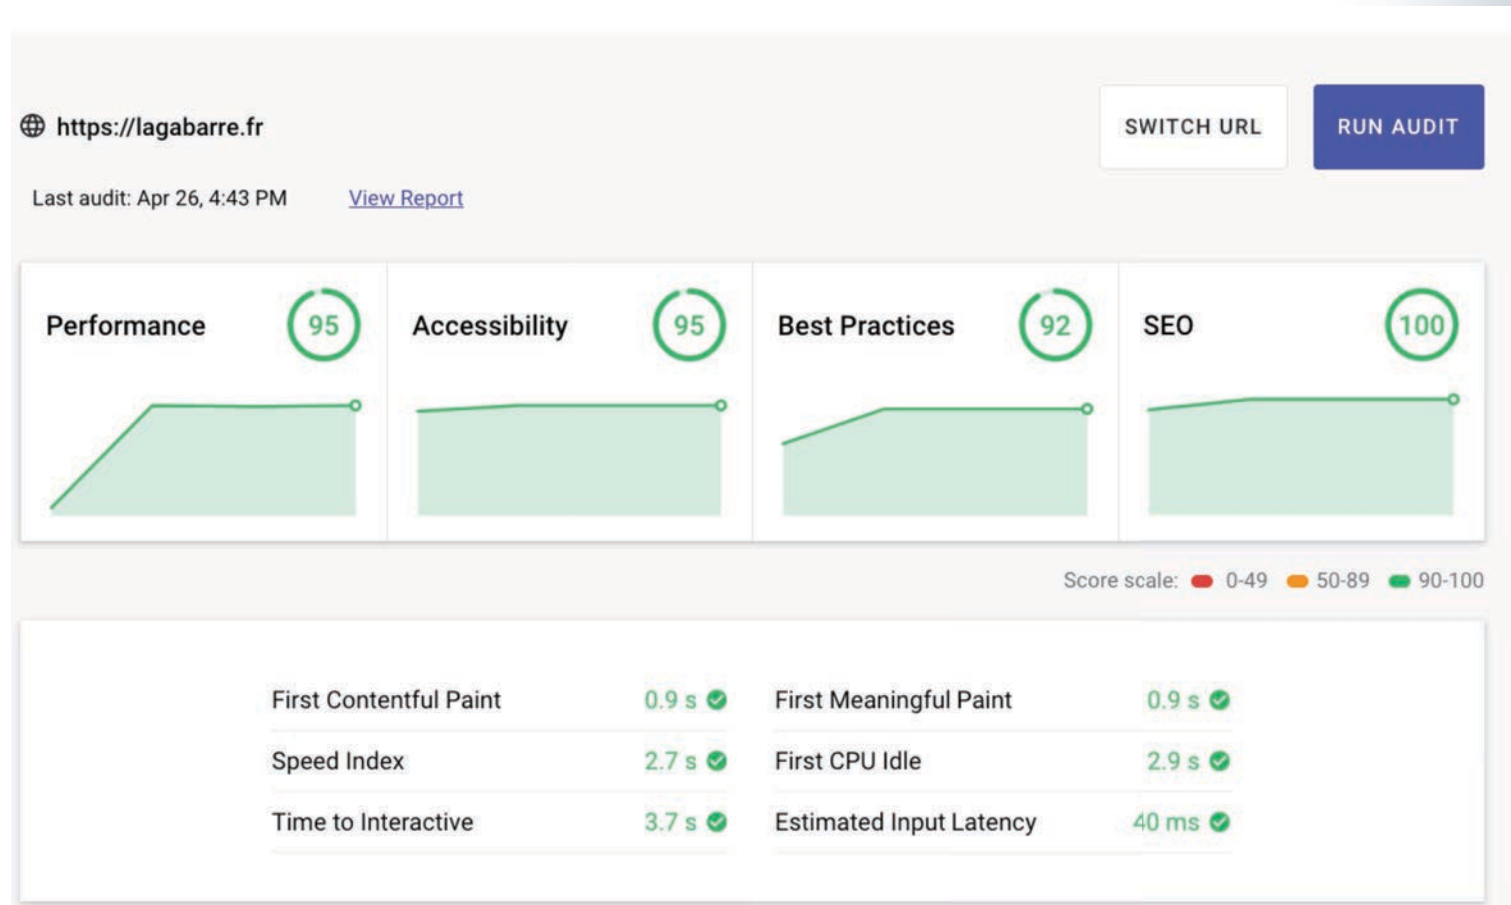 https://lagabarre.fr
SWITCH URL
RUN AUDIT
Last audit: Apr 26, 4:43 PM
View Report
Performance 95
Accessibility 95
Best Practices 92
SEO 100
Score scale: 0-49 50-89 90-100
First Contentful Paint 0.9 s
First Meaningful Paint 0.9 s
Speed Index 2.7 s
First CPU Idle 2.9 s
Time to Interactive 3.7 s
Estimated Input Latency 40 ms